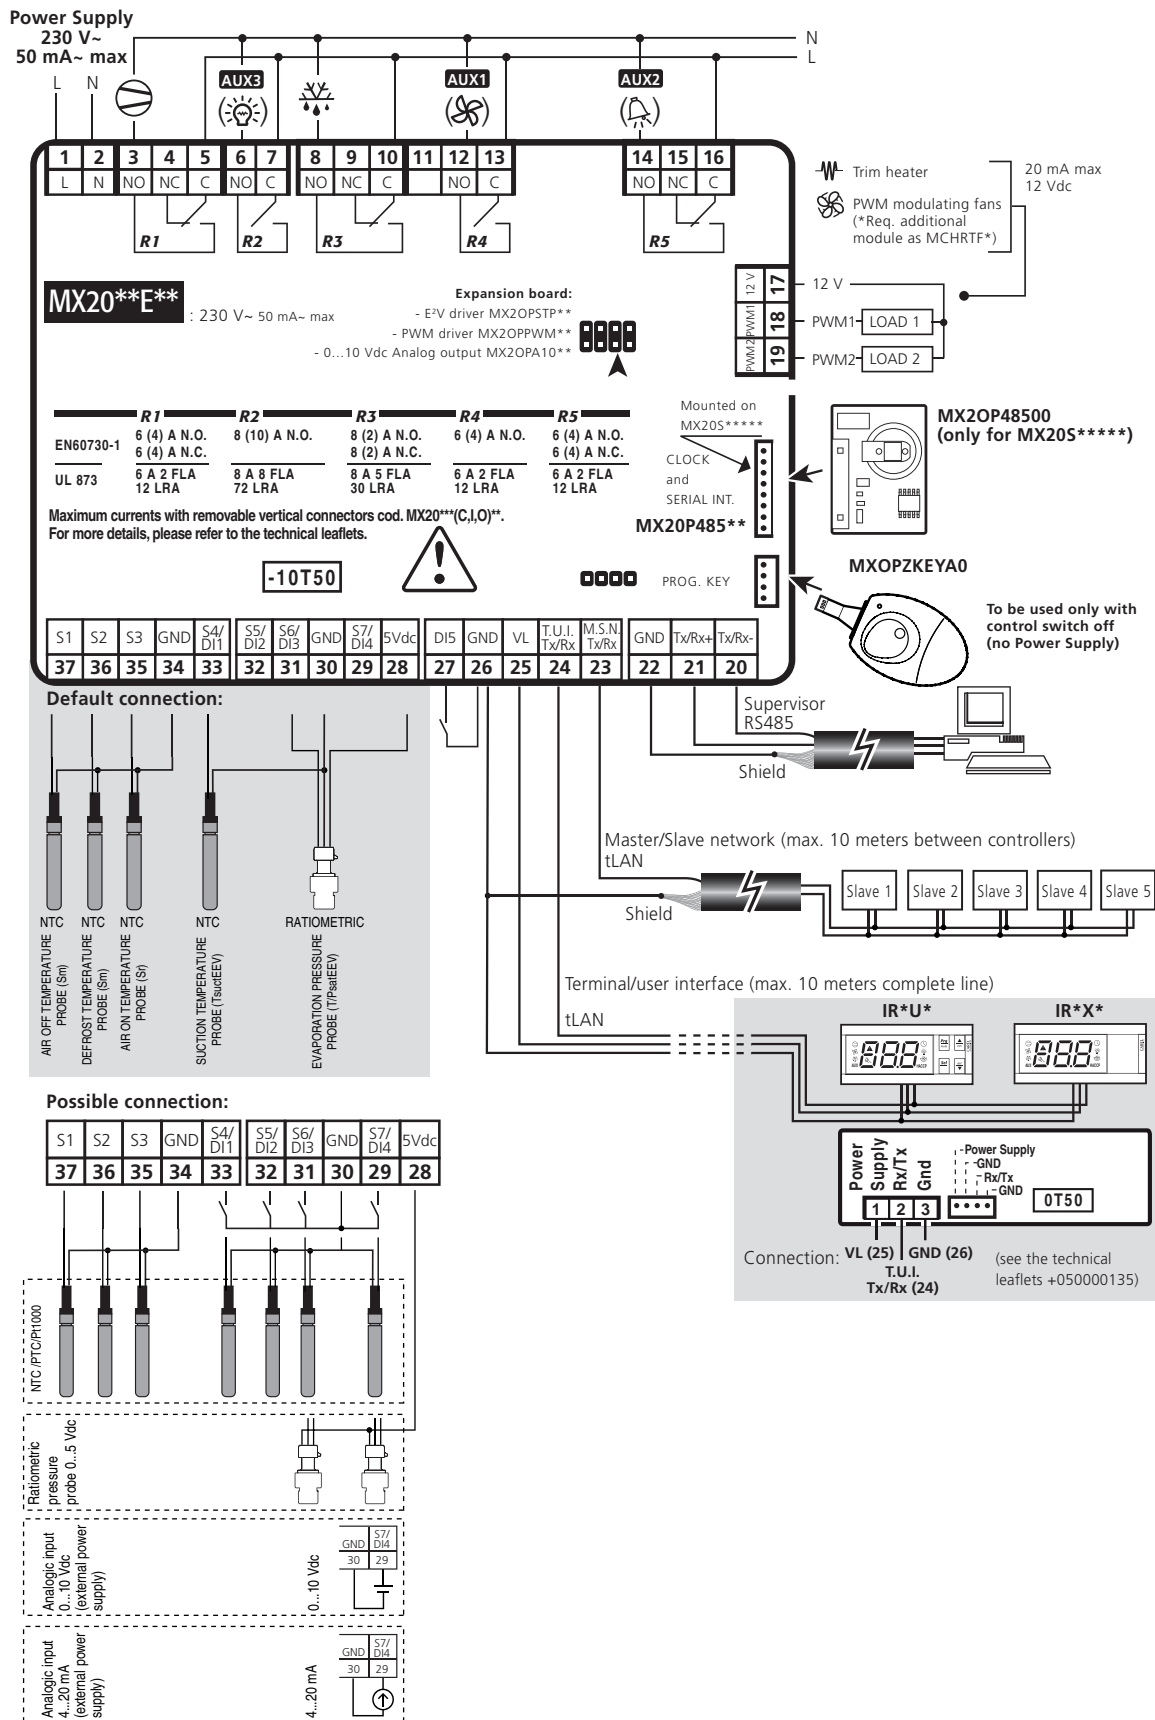 Power Supply
230 V~
50 mA~ max
L N
N
L
AUX3
AUX1
AUX2
1 2 3 4 5 6 7 8 9 10 11 12 13 14 15 16
L N NO NC C NO C NO NC C NO C NO NC C
R1 R2 R3 R4 R5
Trim heater
PWM modulating fans
(*Req. additional
module as MCHRTF*)
20 mA max
12 Vdc
MX20**E**
: 230 V~ 50 mA~ max
Expansion board:
- E²V driver MX2OPSTP**
- PWM driver MX2OPPWM**
- 0...10 Vdc Analog output MX2OPA10**
12 V 17
PWM1 18
PWM2 19
12 V
PWM1 LOAD 1
PWM2 LOAD 2
R1 R2 R3 R4 R5
EN60730-1
6 (4) A N.O. 8 (10) A N.O. 8 (2) A N.O. 6 (4) A N.O. 6 (4) A N.O.
6 (4) A N.C. 8 (2) A N.C. 6 (4) A N.C.
UL 873
6 A 2 FLA 8 A 8 FLA 8 A 5 FLA 6 A 2 FLA 6 A 2 FLA
12 LRA 72 LRA 30 LRA 12 LRA 12 LRA
Maximum currents with removable vertical connectors cod. MX20***(C,I,O)**.
For more details, please refer to the technical leaflets.
-10T50
Mounted on
MX20S*****
CLOCK
and
SERIAL INT.
MX20P485**
MX2OP48500
(only for MX20S*****)
PROG. KEY
MXOPZKEYA0
To be used only with
control switch off
(no Power Supply)
S1 S2 S3 GND S4/DI1 S5/DI2 S6/DI3 GND S7/DI4 5Vdc DI5 GND VL T.U.I. Tx/Rx M.S.N. Tx/Rx GND Tx/Rx+ Tx/Rx-
37 36 35 34 33 32 31 30 29 28 27 26 25 24 23 22 21 20
Default connection:
Supervisor
RS485
Shield
NTC NTC NTC NTC RATIOMETRIC
AIR OFF TEMPERATURE
PROBE (Sm)
DEFROST TEMPERATURE
PROBE (Sm)
AIR ON TEMPERATURE
PROBE (Sr)
SUCTION TEMPERATURE
PROBE (TsuctEEV)
EVAPORATION PRESSURE
PROBE (T/PsatEEV)
Master/Slave network (max. 10 meters between controllers)
tLAN
Shield
Slave 1 Slave 2 Slave 3 Slave 4 Slave 5
Terminal/user interface (max. 10 meters complete line)
tLAN
IR*U* IR*X*
Power
Supply
Rx/Tx
Gnd
1 2 3
Power Supply
GND
Rx/Tx
GND
0T50
Connection: VL (25) GND (26)
T.U.I.
Tx/Rx (24)
(see the technical
leaflets +050000135)
Possible connection:
S1 S2 S3 GND S4/DI1 S5/DI2 S6/DI3 GND S7/DI4 5Vdc
37 36 35 34 33 32 31 30 29 28
NTC /PTC/Pt1000
Ratiometric
pressure
probe 0...5 Vdc
Analogic input
0...10 Vdc
(external power
supply)
0...10 Vdc
GND S7/DI4
30 29
Analogic input
4...20 mA
(external power
supply)
4...20 mA
GND S7/DI4
30 29